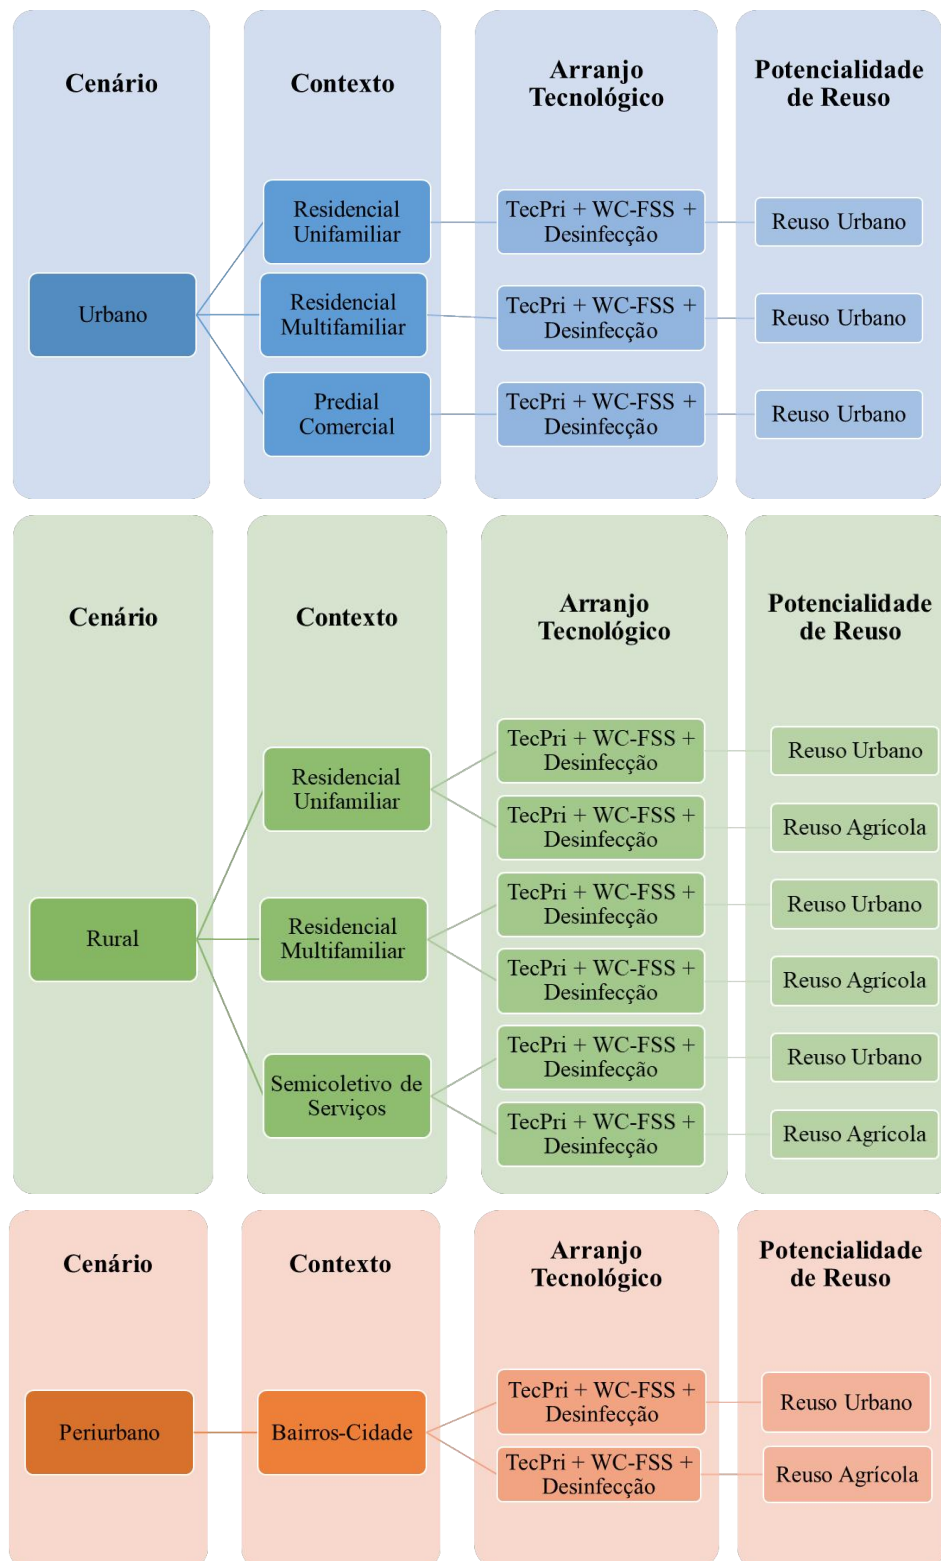 Cenário
Contexto
Arranjo
Tecnológico
Potencialidade
de Reuso
Urbano
Residencial
Unifamiliar
TecPri + WC-FSS +
Desinfecção
Reuso Urbano
Residencial
Multifamiliar
TecPri + WC-FSS +
Desinfecção
Reuso Urbano
Predial
Comercial
TecPri + WC-FSS +
Desinfecção
Reuso Urbano
Cenário
Contexto
Arranjo
Tecnológico
Potencialidade
de Reuso
Rural
Residencial
Unifamiliar
TecPri + WC-FSS +
Desinfecção
Reuso Urbano
TecPri + WC-FSS +
Desinfecção
Reuso Agrícola
Residencial
Multifamiliar
TecPri + WC-FSS +
Desinfecção
Reuso Urbano
TecPri + WC-FSS +
Desinfecção
Reuso Agrícola
Semicoletivo de
Serviços
TecPri + WC-FSS +
Desinfecção
Reuso Urbano
TecPri + WC-FSS +
Desinfecção
Reuso Agrícola
Cenário
Contexto
Arranjo
Tecnológico
Potencialidade
de Reuso
Periurbano
Bairros-Cidade
TecPri + WC-FSS +
Desinfecção
Reuso Urbano
TecPri + WC-FSS +
Desinfecção
Reuso Agrícola